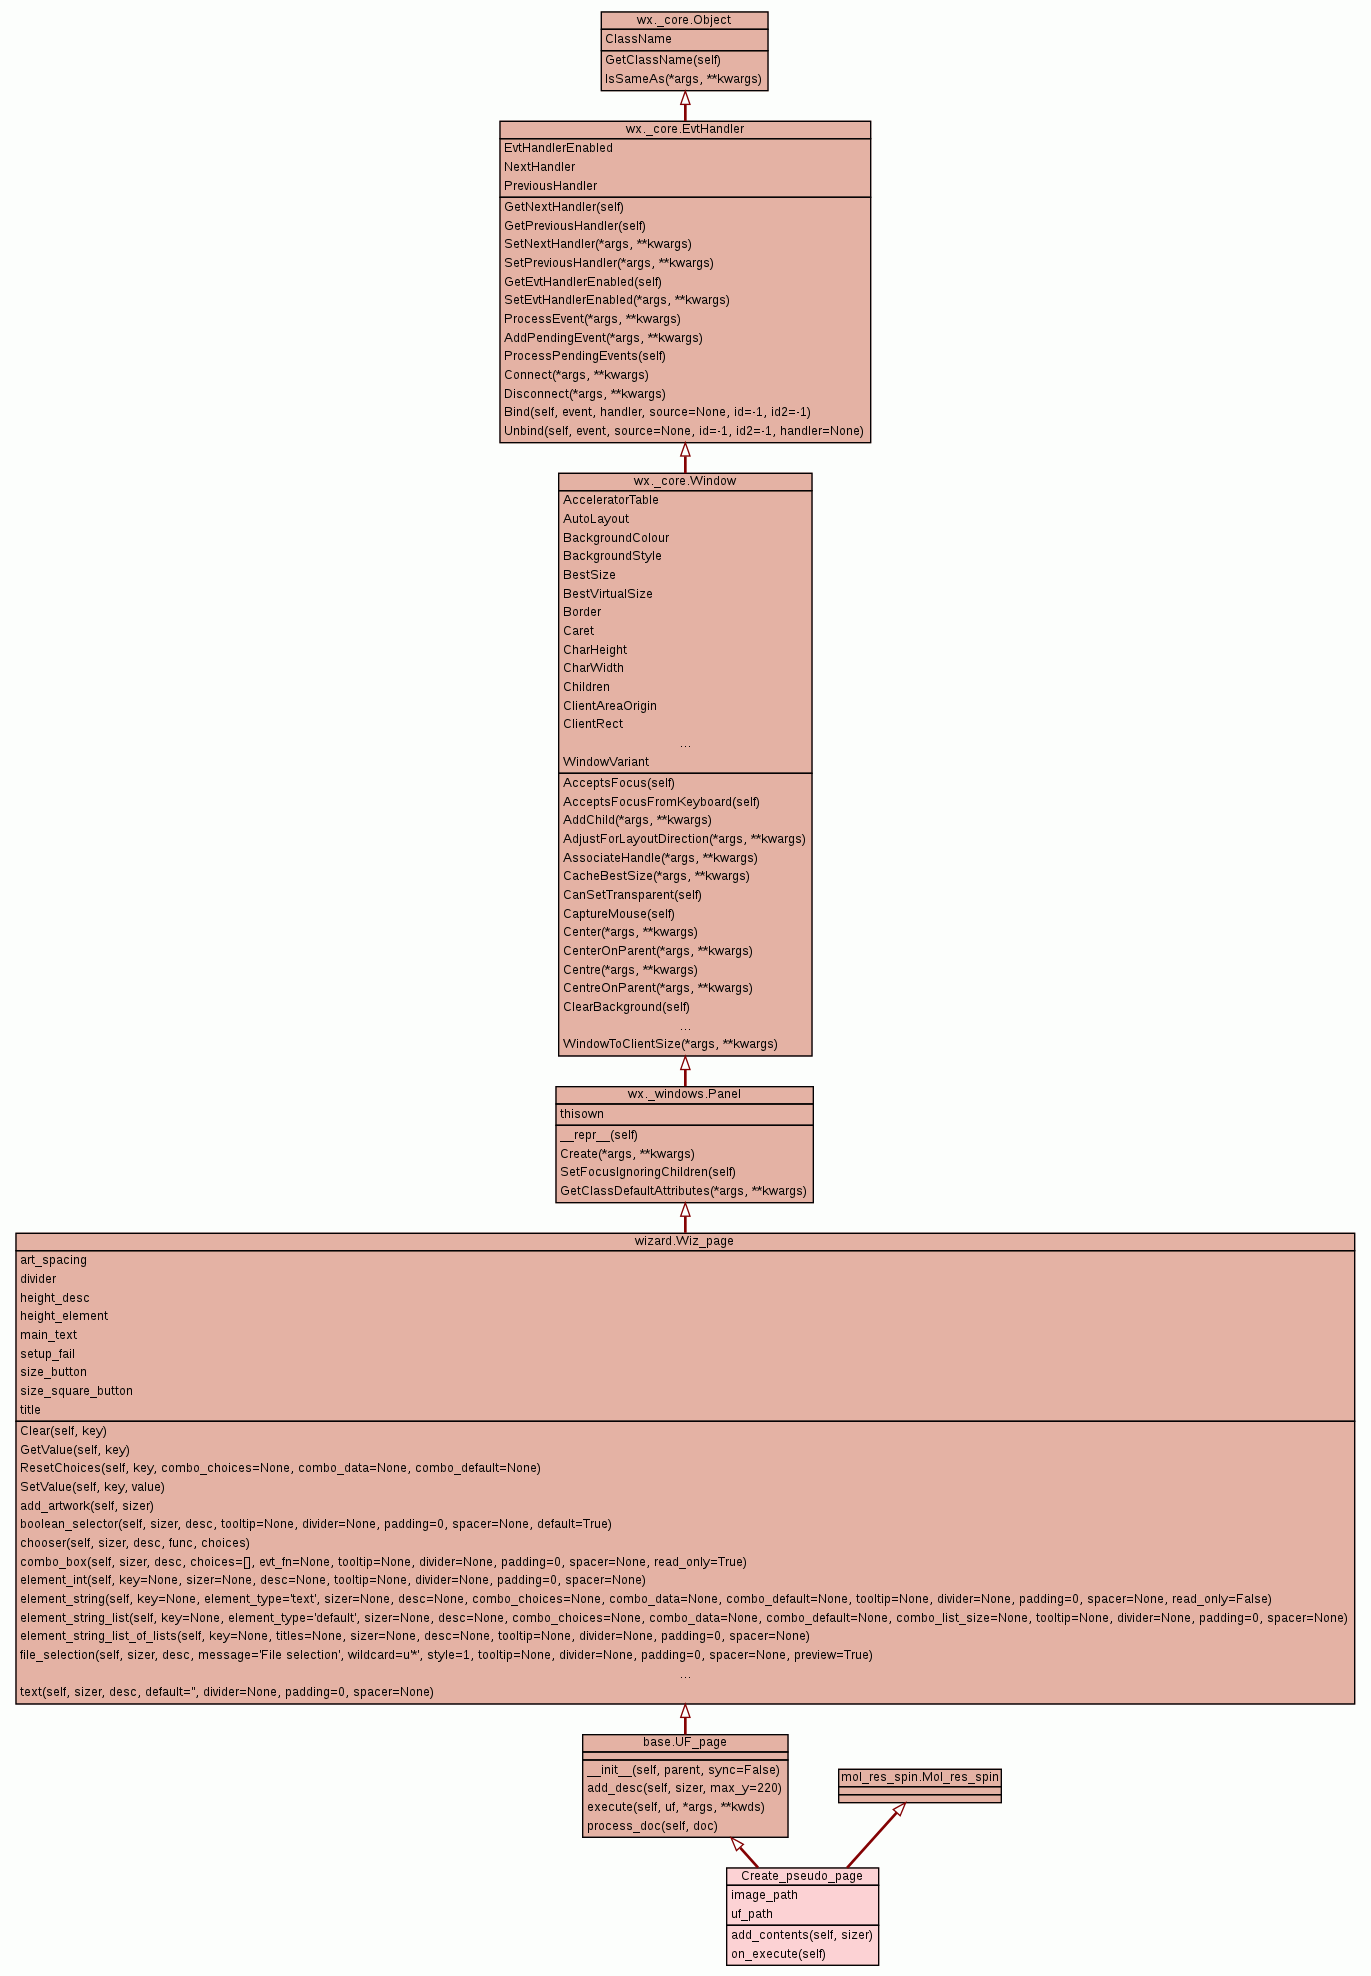 wx._core.Object
ClassName
GetClassName(self)
IsSameAs(*args, **kwargs)
wx._core.EvtHandler
EvtHandlerEnabled
NextHandler
PreviousHandler
GetNextHandler(self)
GetPreviousHandler(self)
SetNextHandler(*args, **kwargs)
SetPreviousHandler(*args, **kwargs)
GetEvtHandlerEnabled(self)
SetEvtHandlerEnabled(*args, **kwargs)
ProcessEvent(*args, **kwargs)
AddPendingEvent(*args, **kwargs)
ProcessPendingEvents(self)
Connect(*args, **kwargs)
Disconnect(*args, **kwargs)
Bind(self, event, handler, source=None, id=-1, id2=-1)
Unbind(self, event, source=None, id=-1, id2=-1, handler=None)
wx._core.Window
AcceleratorTable
AutoLayout
BackgroundColour
BackgroundStyle
BestSize
BestVirtualSize
Border
Caret
CharHeight
CharWidth
Children
ClientAreaOrigin
ClientRect
...
WindowVariant
AcceptsFocus(self)
AcceptsFocusFromKeyboard(self)
AddChild(*args, **kwargs)
AdjustForLayoutDirection(*args, **kwargs)
AssociateHandle(*args, **kwargs)
CacheBestSize(*args, **kwargs)
CanSetTransparent(self)
CaptureMouse(self)
Center(*args, **kwargs)
CenterOnParent(*args, **kwargs)
Centre(*args, **kwargs)
CentreOnParent(*args, **kwargs)
ClearBackground(self)
...
WindowToClientSize(*args, **kwargs)
wx._windows.Panel
thisown
__repr__(self)
Create(*args, **kwargs)
SetFocusIgnoringChildren(self)
GetClassDefaultAttributes(*args, **kwargs)
wizard.Wiz_page
art_spacing
divider
height_desc
height_element
main_text
setup_fail
size_button
size_square_button
title
Clear(self, key)
GetValue(self, key)
ResetChoices(self, key, combo_choices=None, combo_data=None, combo_default=None)
SetValue(self, key, value)
add_artwork(self, sizer)
boolean_selector(self, sizer, desc, tooltip=None, divider=None, padding=0, spacer=None, default=True)
chooser(self, sizer, desc, func, choices)
combo_box(self, sizer, desc, choices=[], evt_fn=None, tooltip=None, divider=None, padding=0, spacer=None, read_only=True)
element_int(self, key=None, sizer=None, desc=None, tooltip=None, divider=None, padding=0, spacer=None)
element_string(self, key=None, element_type='text', sizer=None, desc=None, combo_choices=None, combo_data=None, combo_default=None, tooltip=None, divider=None, padding=0, spacer=None, read_only=False)
element_string_list(self, key=None, element_type='default', sizer=None, desc=None, combo_choices=None, combo_data=None, combo_default=None, combo_list_size=None, tooltip=None, divider=None, padding=0, spacer=None)
element_string_list_of_lists(self, key=None, titles=None, sizer=None, desc=None, tooltip=None, divider=None, padding=0, spacer=None)
file_selection(self, sizer, desc, message='File selection', wildcard=u'*', style=1, tooltip=None, divider=None, padding=0, spacer=None, preview=True)
...
text(self, sizer, desc, default='', divider=None, padding=0, spacer=None)
base.UF_page
__init__(self, parent, sync=False)
add_desc(self, sizer, max_y=220)
execute(self, uf, *args, **kwds)
process_doc(self, doc)
mol_res_spin.Mol_res_spin
Create_pseudo_page
image_path
uf_path
add_contents(self, sizer)
on_execute(self)